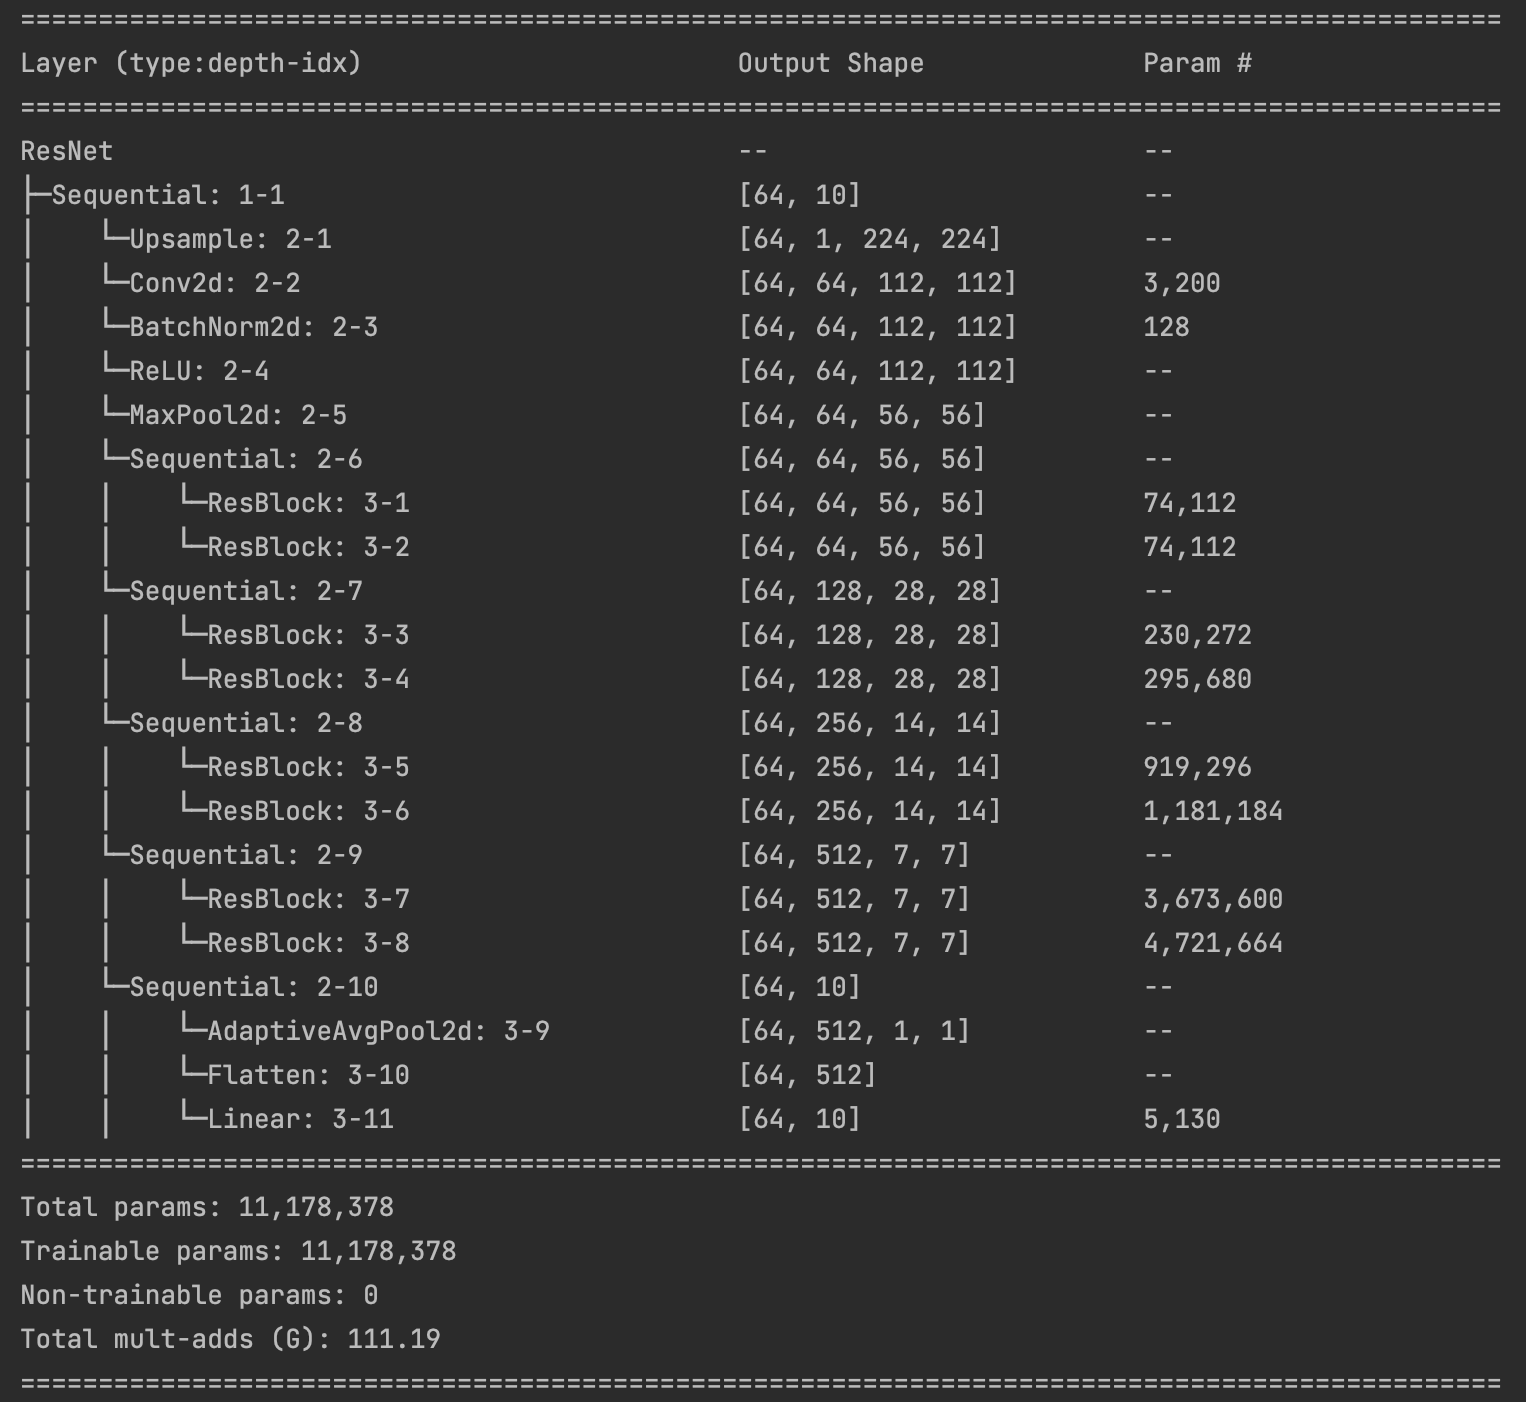 ===============================================================================================
Layer (type:depth-idx)                        Output Shape              Param #
===============================================================================================
ResNet                                        --                        --
├─Sequential: 1-1                             [64, 10]                  --
│    └─Upsample: 2-1                          [64, 1, 224, 224]         --
│    └─Conv2d: 2-2                            [64, 64, 112, 112]        3,200
│    └─BatchNorm2d: 2-3                       [64, 64, 112, 112]        128
│    └─ReLU: 2-4                              [64, 64, 112, 112]        --
│    └─MaxPool2d: 2-5                         [64, 64, 56, 56]          --
│    └─Sequential: 2-6                        [64, 64, 56, 56]          --
│    │    └─ResBlock: 3-1                     [64, 64, 56, 56]          74,112
│    │    └─ResBlock: 3-2                     [64, 64, 56, 56]          74,112
│    └─Sequential: 2-7                        [64, 128, 28, 28]         --
│    │    └─ResBlock: 3-3                     [64, 128, 28, 28]         230,272
│    │    └─ResBlock: 3-4                     [64, 128, 28, 28]         295,680
│    └─Sequential: 2-8                        [64, 256, 14, 14]         --
│    │    └─ResBlock: 3-5                     [64, 256, 14, 14]         919,296
│    │    └─ResBlock: 3-6                     [64, 256, 14, 14]         1,181,184
│    └─Sequential: 2-9                        [64, 512, 7, 7]           --
│    │    └─ResBlock: 3-7                     [64, 512, 7, 7]           3,673,600
│    │    └─ResBlock: 3-8                     [64, 512, 7, 7]           4,721,664
│    └─Sequential: 2-10                       [64, 10]                  --
│    │    └─AdaptiveAvgPool2d: 3-9            [64, 512, 1, 1]           --
│    │    └─Flatten: 3-10                     [64, 512]                 --
│    │    └─Linear: 3-11                      [64, 10]                  5,130
===============================================================================================
Total params: 11,178,378
Trainable params: 11,178,378
Non-trainable params: 0
Total mult-adds (G): 111.19
===============================================================================================